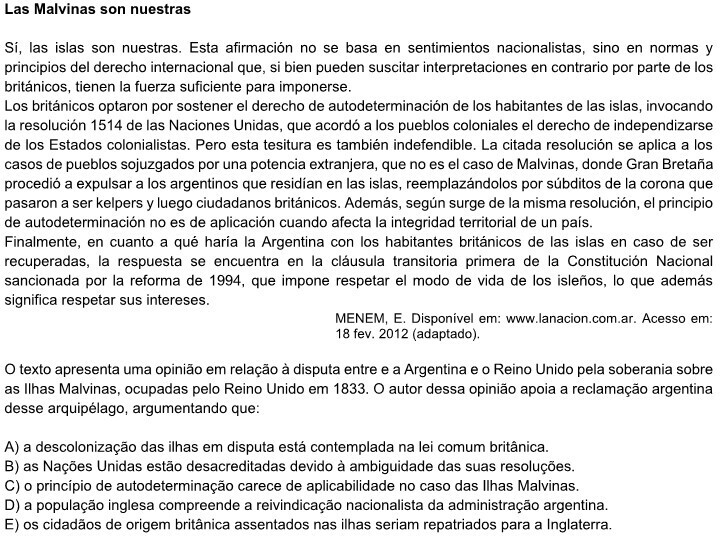 Las Malvinas son nuestras
Sí, las islas son nuestras. Esta afirmación no se basa en sentimientos nacionalistas, sino en normas y
principios del derecho internacional que, si bien pueden suscitar interpretaciones en contrario por parte de los
británicos, tienen la fuerza suficiente para imponerse.
Los británicos optaron por sostener el derecho de autodeterminación de los habitantes de las islas, invocando
la resolución 1514 de las Naciones Unidas, que acordó a los pueblos coloniales el derecho de independizarse
de los Estados colonialistas. Pero esta tesitura es también indefendible. La citada resolución se aplica a los
casos de pueblos sojuzgados por una potencia extranjera, que no es el caso de Malvinas, donde Gran Bretaña
procedió a expulsar a los argentinos que residían en las islas, reemplazándolos por súbditos de la corona que
pasaron a ser kelpers y luego ciudadanos británicos. Además, según surge de la misma resolución, el principio
de autodeterminación no es de aplicación cuando afecta la integridad territorial de un país.
Finalmente, en cuanto a qué haría la Argentina con los habitantes británicos de las islas en caso de ser
recuperadas, la respuesta se encuentra en la cláusula transitoria primera de la Constitución Nacional
sancionada por la reforma de 1994, que impone respetar el modo de vida de los isleños, lo que además
significa respetar sus intereses.
MENEM, E. Disponível em: www.lanacion.com.ar. Acesso em:
18 fev. 2012 (adaptado).
O texto apresenta uma opinião em relação à disputa entre e a Argentina e o Reino Unido pela soberania sobre
as Ilhas Malvinas, ocupadas pelo Reino Unido em 1833. O autor dessa opinião apoia a reclamação argentina
desse arquipélago, argumentando que:
A) a descolonização das ilhas em disputa está contemplada na lei comum britânica.
B) as Nações Unidas estão desacreditadas devido à ambiguidade das suas resoluções.
C) o princípio de autodeterminação carece de aplicabilidade no caso das Ilhas Malvinas.
D) a população inglesa compreende a reivindicação nacionalista da administração argentina.
E) os cidadãos de origem britânica assentados nas ilhas seriam repatriados para a Inglaterra.